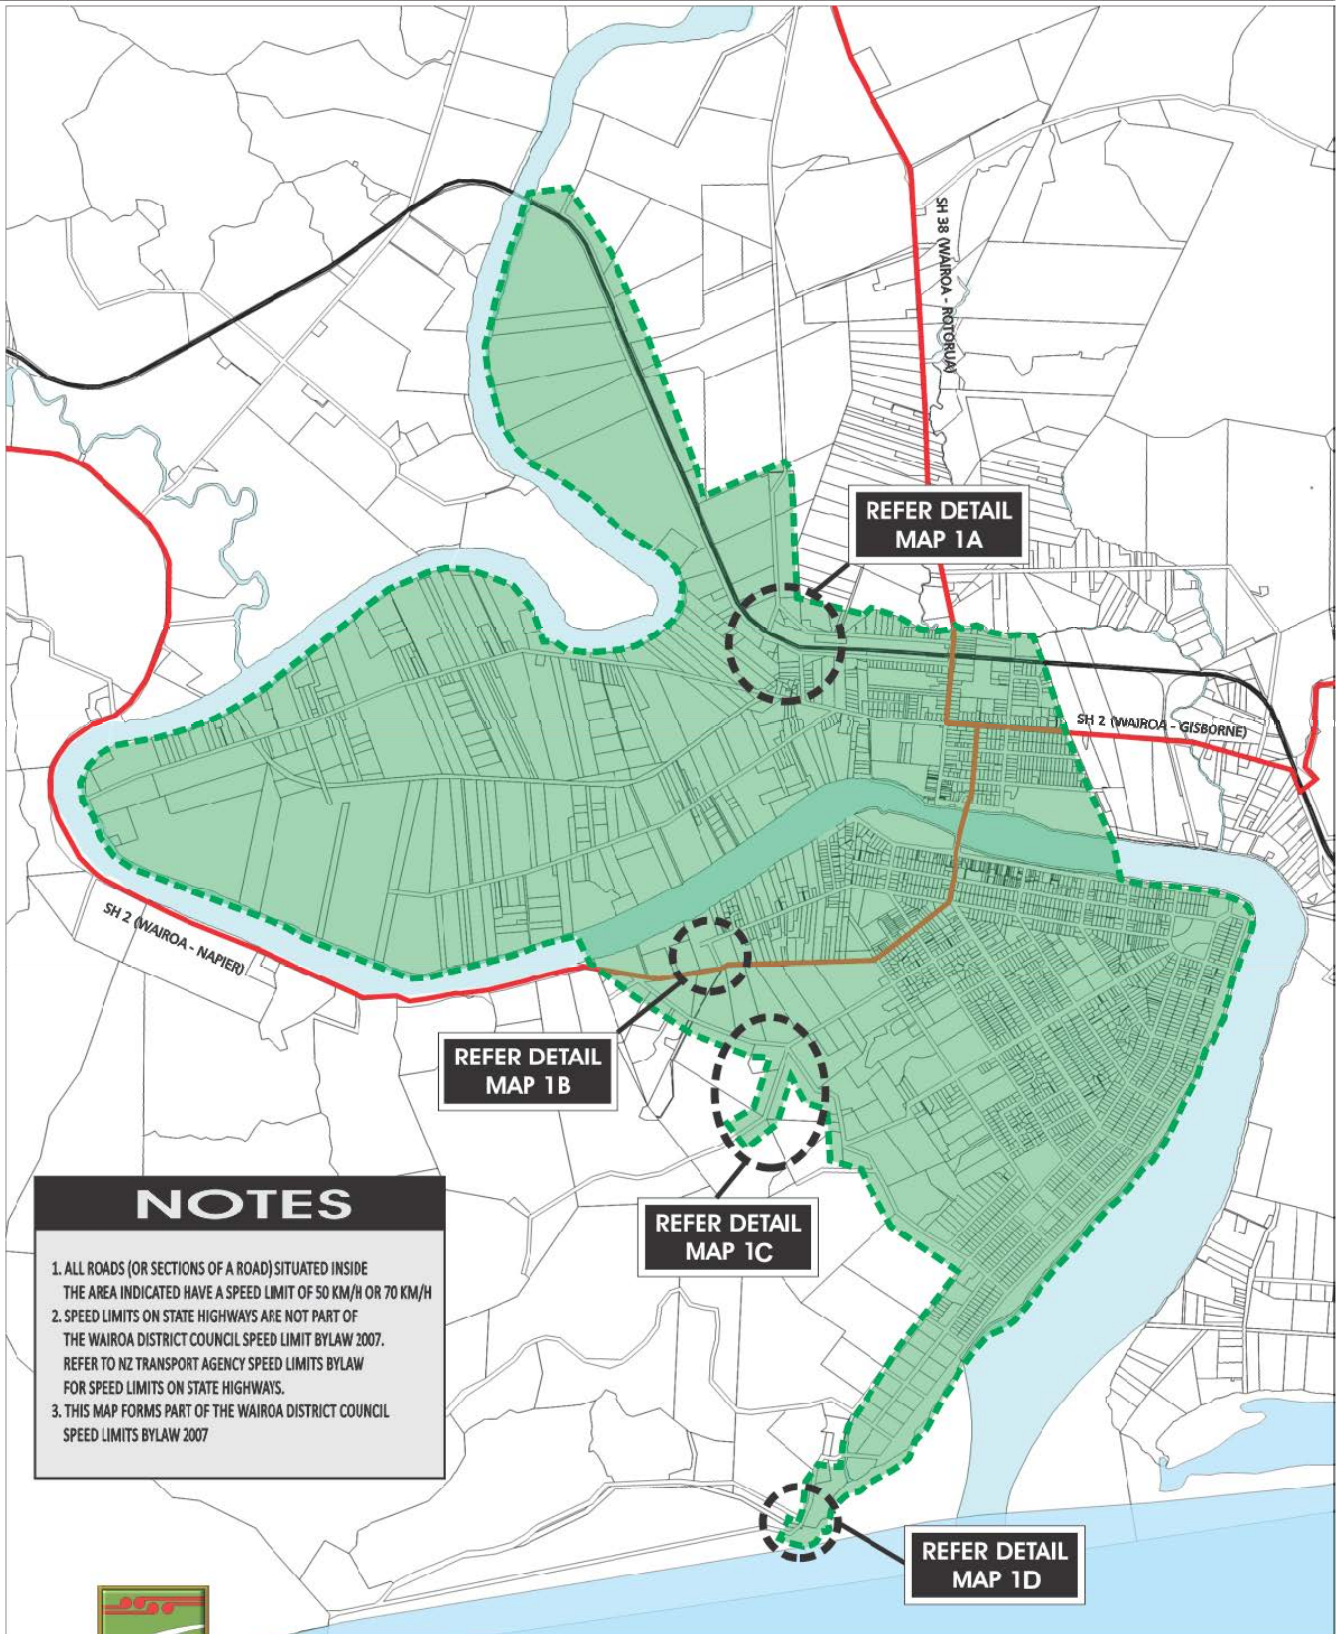 SH 38 (WAIROA - ROTORUA)
REFER DETAIL
MAP 1A
SH 2 (WAIROA - GISBORNE)
SH 2 (WAIROA - NAPIER)
REFER DETAIL
MAP 1B
REFER DETAIL
MAP 1C
NOTES
1. ALL ROADS (OR SECTIONS OF A ROAD) SITUATED INSIDE
THE AREA INDICATED HAVE A SPEED LIMIT OF 50 KM/H OR 70 KM/H
2. SPEED LIMITS ON STATE HIGHWAYS ARE NOT PART OF
THE WAIROA DISTRICT COUNCIL SPEED LIMIT BYLAW 2007.
REFER TO NZ TRANSPORT AGENCY SPEED LIMITS BYLAW
FOR SPEED LIMITS ON STATE HIGHWAYS.
3. THIS MAP FORMS PART OF THE WAIROA DISTRICT COUNCIL
SPEED LIMITS BYLAW 2007
REFER DETAIL
MAP 1D